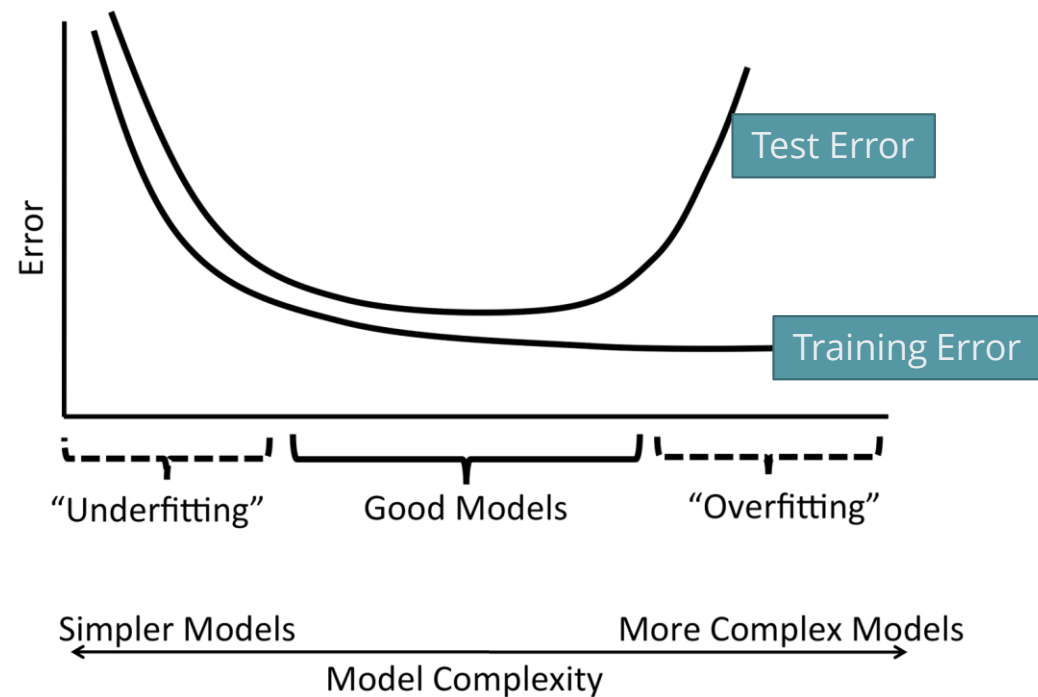 Test Error
Error
Training Error
“Underfitting”
Good Models
“Overfitting”
Simpler Models
More Complex Models
Model Complexity